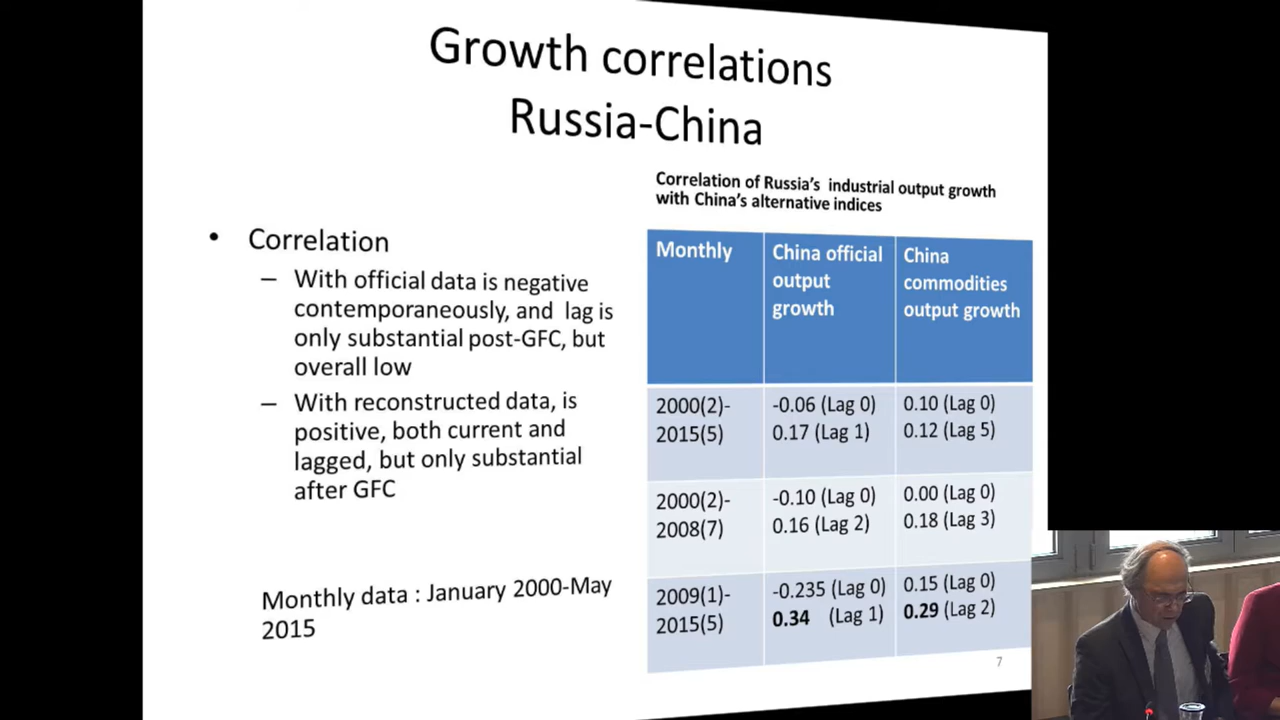 Growth correlations
Russia-China
Correlation of Russia's industrial output growth
with China's alternative indices
• Correlation
– With official data is negative
contemporaneously, and lag is
only substantial post-GFC, but
overall low
– With reconstructed data, is
positive, both current and
lagged, but only substantial
after GFC
Monthly data : January 2000-May
2015
Monthly
China official
output
growth
China
commodities
output growth
2000(2)-
2015(5)
-0.06 (Lag 0)
0.17 (Lag 1)
0.10 (Lag 0)
0.12 (Lag 5)
2000(2)-
2008(7)
-0.10 (Lag 0)
0.16 (Lag 2)
0.00 (Lag 0)
0.18 (Lag 3)
2009(1)-
2015(5)
-0.235 (Lag 0)
0.34 (Lag 1)
0.15 (Lag 0)
0.29 (Lag 2)
7